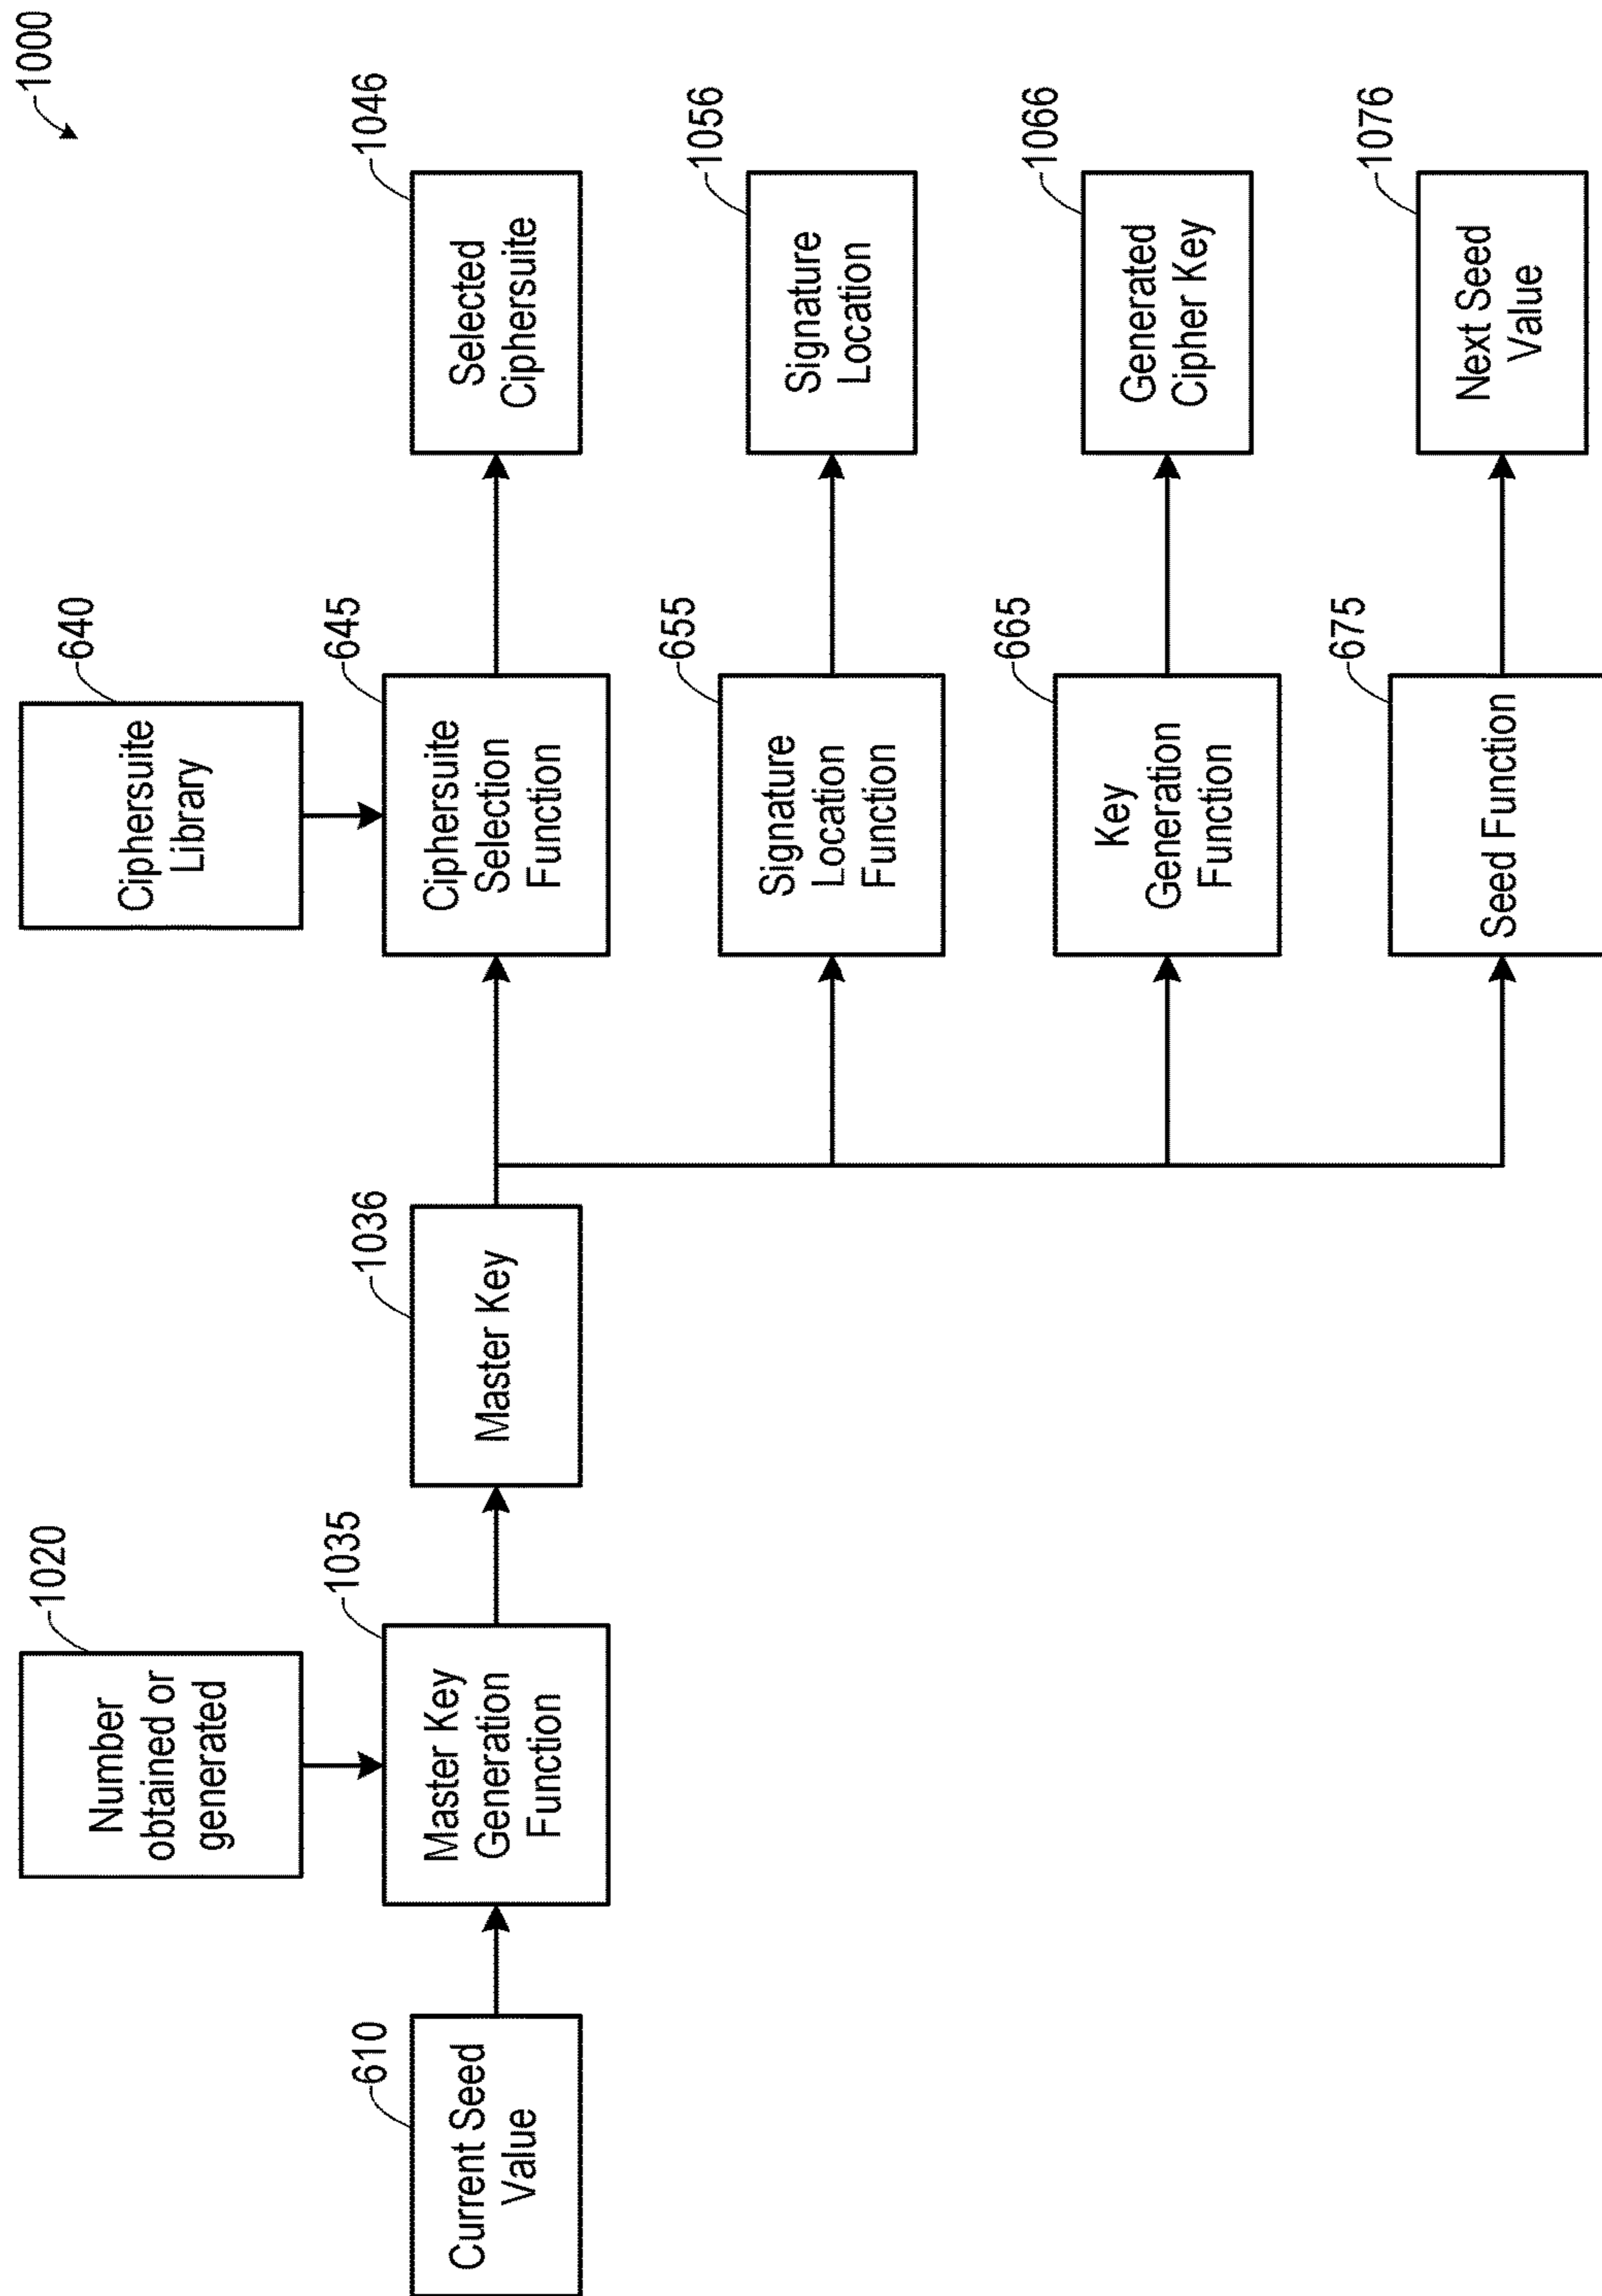 1000
640
Ciphersuite
Library
1020
Number
obtained or
generated
610
Current Seed
Value
1035
Master Key
Generation
Function
1036
Master Key
645
Ciphersuite
Selection
Function
1046
Selected
Ciphersuite
655
Signature
Location
Function
1056
Signature
Location
665
Key
Generation
Function
1066
Generated
Cipher Key
675
Seed Function
1076
Next Seed
Value